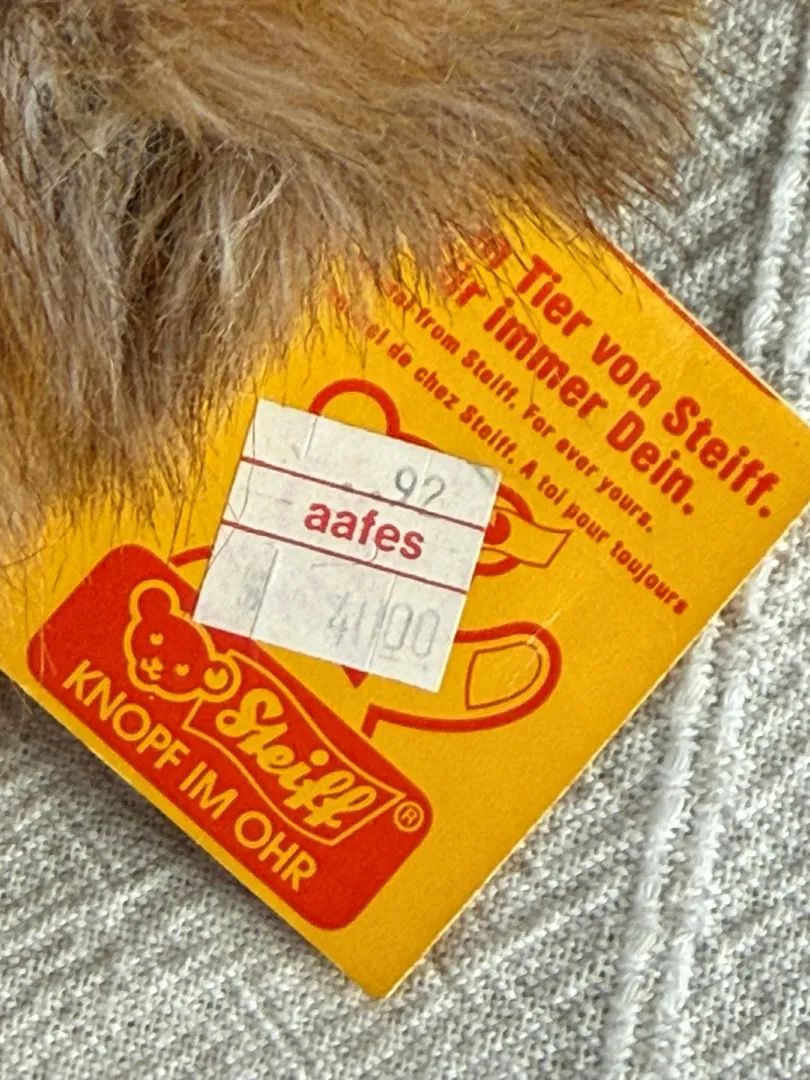 Tier von Steiff.
immer Dein.
from Steiff. For ever yours.
de chez Steiff. A toi pour toujours
92
aafes
4000
Steiff®
KNOPF IM OHR